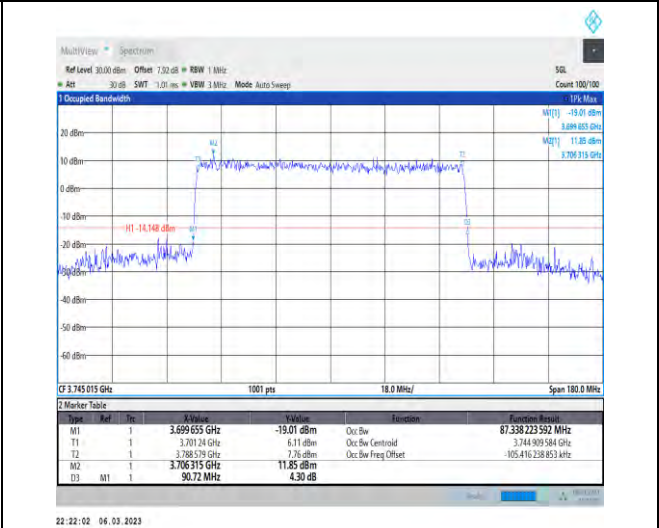 MultiView Spectrum
Ref Level 30.00 dBm Offset 7.92 dB RBW 1 MHz SGL
Att 30 dB SWT 1.01 ms VBW 3 MHz Mode Auto Sweep Count 100/100
1 Occupied Bandwidth 1Pk Max
M1[1] -19.01 dBm
3.699 655 GHz
20 dBm
M2[1] 11.85 dBm
3.706 315 GHz
M2
T1
T2
10 dBm
0 dBm
-10 dBm
D3
H1 -14.148 dBm
M1
-20 dBm
-30 dBm
-40 dBm
-50 dBm
-60 dBm
CF 3.745 015 GHz 1001 pts 18.0 MHz/ Span 180.0 MHz
2 Marker Table
Type Ref Trc X-Value Y-Value Function Function Result
M1 1 3.699 655 GHz -19.01 dBm Occ Bw 87.338 223 592 MHz
T1 1 3.701 24 GHz 6.11 dBm Occ Bw Centroid 3.744 909 584 GHz
T2 1 3.788 579 GHz 7.76 dBm Occ Bw Freq Offset -105.416 238 853 kHz
M2 1 3.706 315 GHz 11.85 dBm
D3 M1 1 90.72 MHz 4.30 dB
22:22:02 06.03.2023